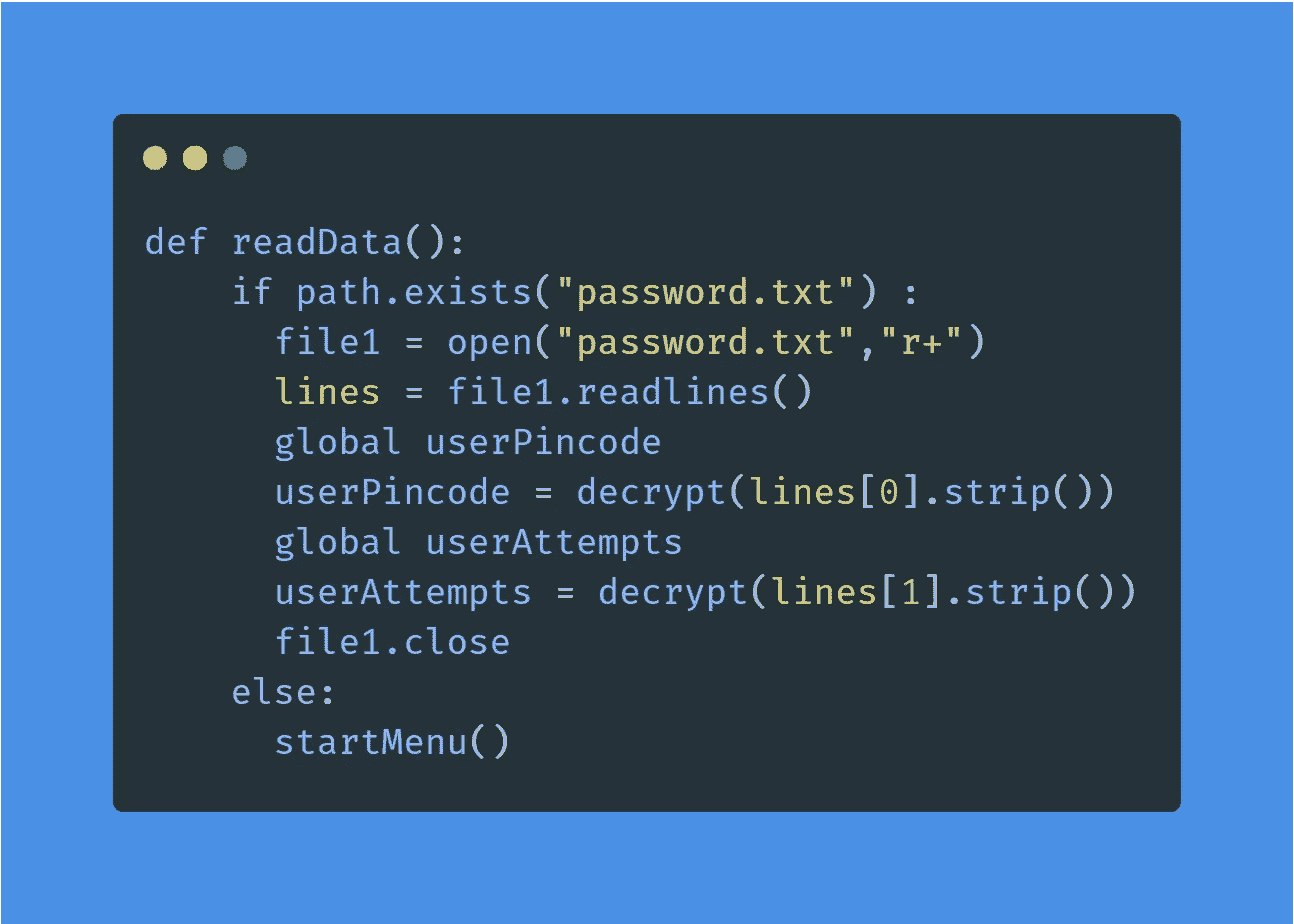 def readData():
    if path.exists("password.txt") :
      file1 = open("password.txt","r+")
      lines = file1.readlines()
      global userPincode
      userPincode = decrypt(lines[0].strip())
      global userAttempts
      userAttempts = decrypt(lines[1].strip())
      file1.close
    else:
      startMenu()